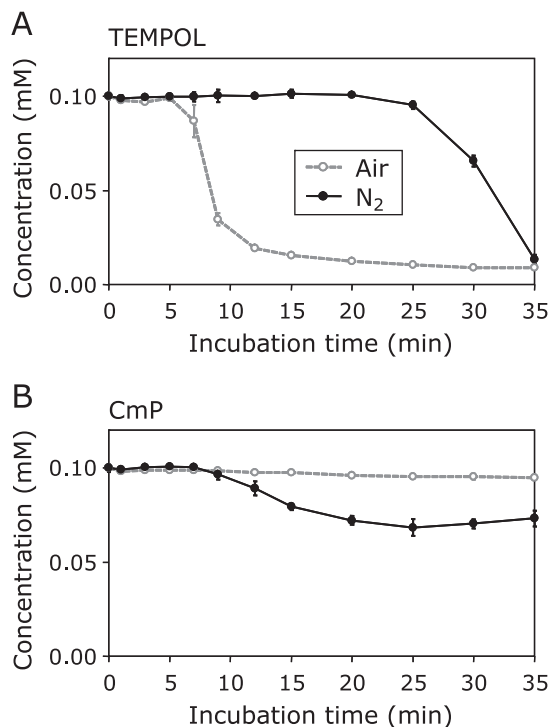 A
TEMPOL
Concentration (mM)
0.10
0.05
0.00
Air
N₂
0 5 10 15 20 25 30 35
Incubation time (min)
B
CmP
Concentration (mM)
0.10
0.05
0.00
0 5 10 15 20 25 30 35
Incubation time (min)